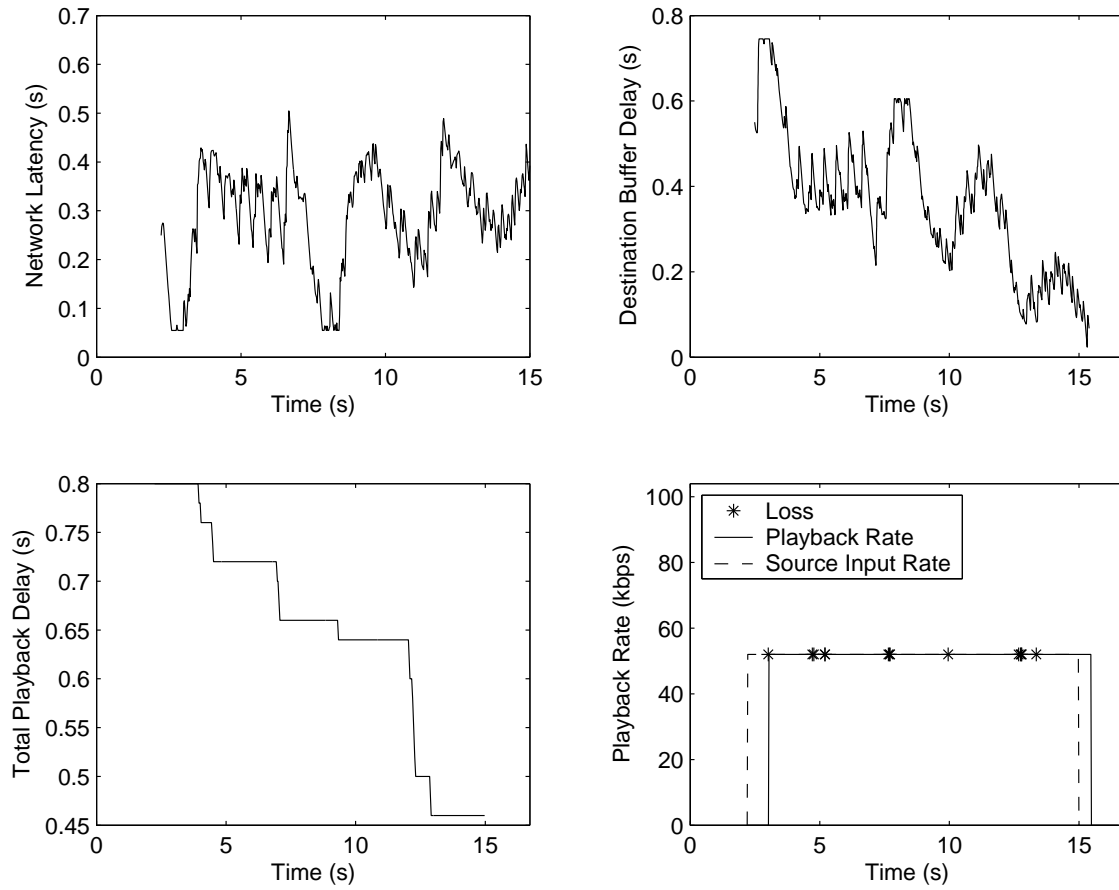 0.7
0.6
0.5
0.4
0.3
0.2
0.1
0
Network Latency (s)
0 5 10 15
Time (s)
0.8
0.6
0.4
0.2
0
Destination Buffer Delay (s)
0 5 10 15
Time (s)
0.8
0.75
0.7
0.65
0.6
0.55
0.5
0.45
Total Playback Delay (s)
0 5 10 15
Time (s)
100
80
60
40
20
0
Playback Rate (kbps)
Loss
Playback Rate
Source Input Rate
0 5 10 15
Time (s)